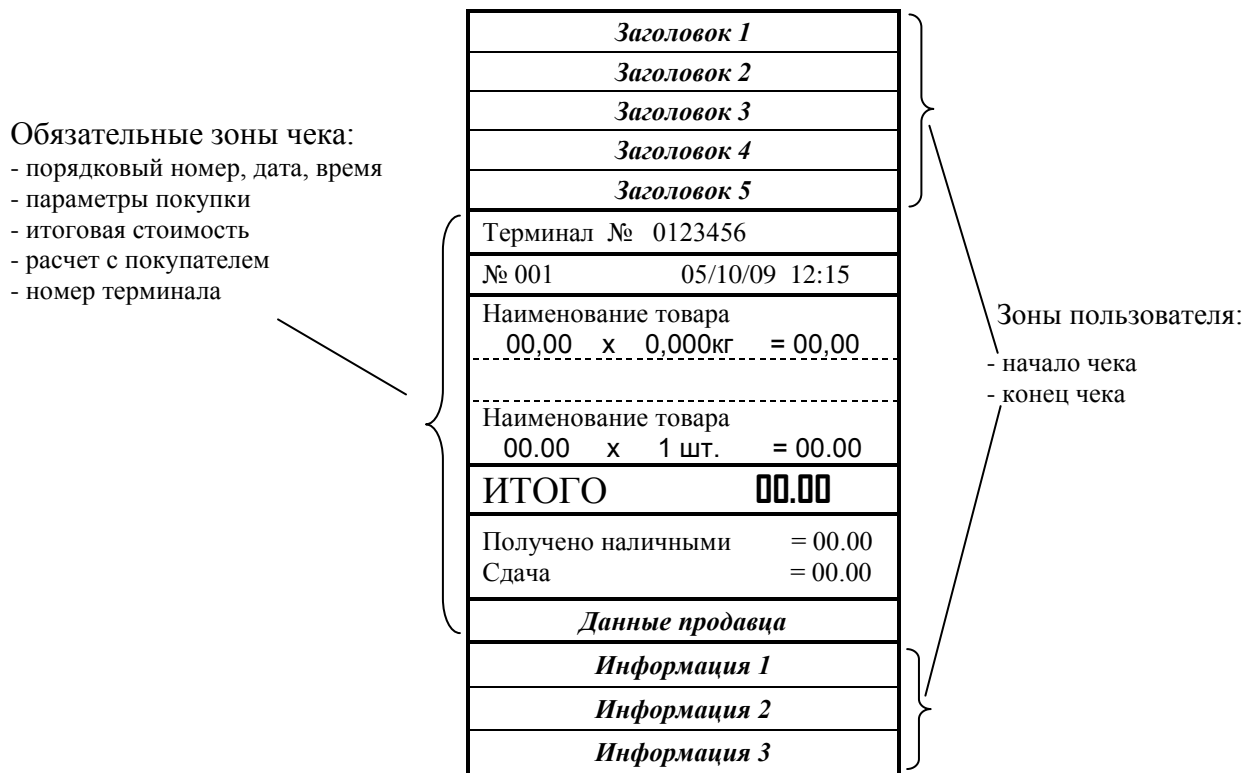 Обязательные зоны чека:
- порядковый номер, дата, время
- параметры покупки
- итоговая стоимость
- расчет с покупателем
- номер терминала
Заголовок 1
Заголовок 2
Заголовок 3
Заголовок 4
Заголовок 5
Терминал № 0123456
№ 001 05/10/09 12:15
Наименование товара
00,00 х 0,000кг = 00,00
Наименование товара
00.00 х 1 шт. = 00.00
ИТОГО 00.00
Получено наличными = 00.00
Сдача = 00.00
Данные продавца
Информация 1
Информация 2
Информация 3
Зоны пользователя:
- начало чека
- конец чека